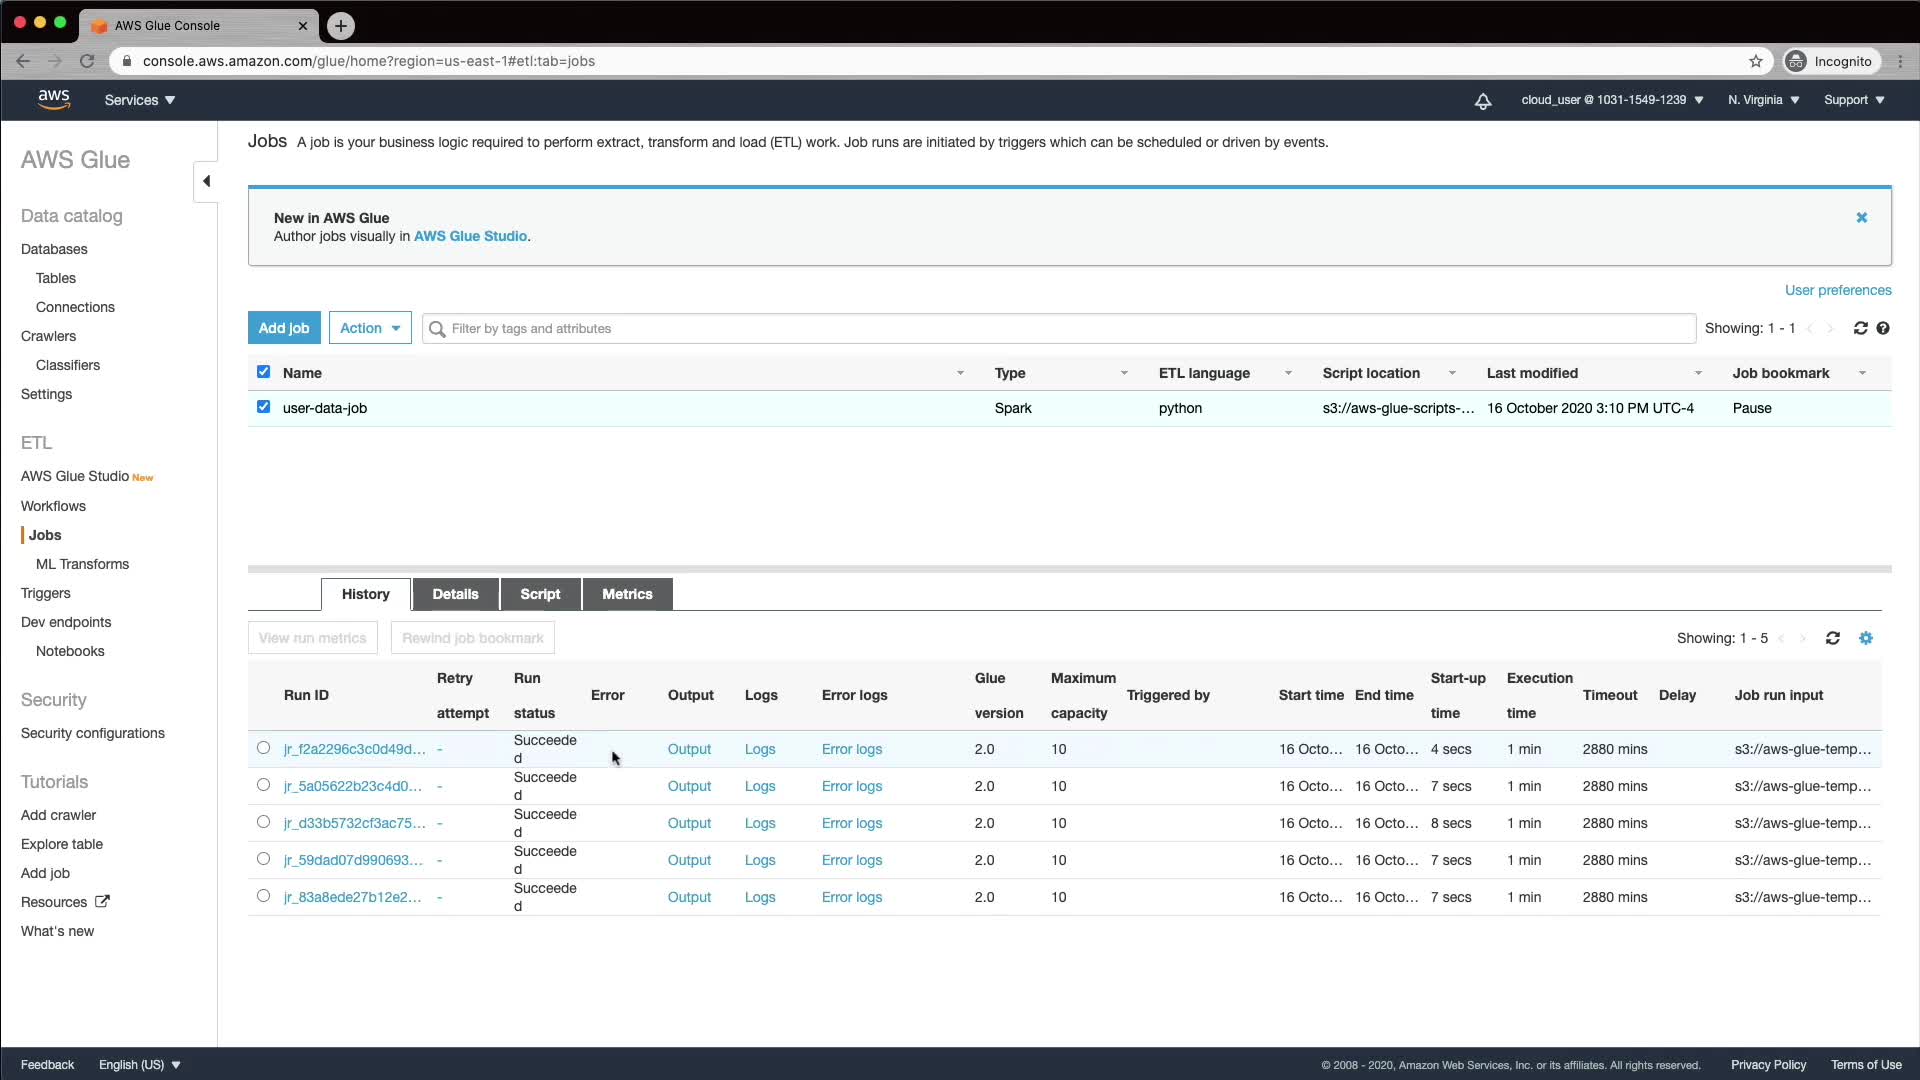 AWS Glue Console
console.aws.amazon.com/glue/home?region=us-east-1#etl:tab=jobs
Incognito
aws
Services
cloud_user @ 1031-1549-1239
N. Virginia
Support
AWS Glue
Data catalog
Databases
Tables
Connections
Crawlers
Classifiers
Settings
ETL
AWS Glue Studio New
Workflows
Jobs
ML Transforms
Triggers
Dev endpoints
Notebooks
Security
Security configurations
Tutorials
Add crawler
Explore table
Add job
Resources
What's new
Jobs A job is your business logic required to perform extract, transform and load (ETL) work. Job runs are initiated by triggers which can be scheduled or driven by events.
New in AWS Glue
Author jobs visually in AWS Glue Studio.
User preferences
Add job Action Filter by tags and attributes Showing: 1 - 1
Name Type ETL language Script location Last modified Job bookmark
user-data-job Spark python s3://aws-glue-scripts-... 16 October 2020 3:10 PM UTC-4 Pause
History Details Script Metrics
View run metrics Rewind job bookmark Showing: 1 - 5
Run ID Retry attempt Run status Error Output Logs Error logs Glue version Maximum capacity Triggered by Start time End time Start-up time Execution time Timeout Delay Job run input
jr_f2a2296c3c0d49d... - Succeeded Output Logs Error logs 2.0 10 16 Octo... 16 Octo... 4 secs 1 min 2880 mins s3://aws-glue-temp...
jr_5a05622b23c4d0... - Succeeded Output Logs Error logs 2.0 10 16 Octo... 16 Octo... 7 secs 1 min 2880 mins s3://aws-glue-temp...
jr_d33b5732cf3ac75... - Succeeded Output Logs Error logs 2.0 10 16 Octo... 16 Octo... 8 secs 1 min 2880 mins s3://aws-glue-temp...
jr_59dad07d990693... - Succeeded Output Logs Error logs 2.0 10 16 Octo... 16 Octo... 7 secs 1 min 2880 mins s3://aws-glue-temp...
jr_83a8ede27b12e2... - Succeeded Output Logs Error logs 2.0 10 16 Octo... 16 Octo... 7 secs 1 min 2880 mins s3://aws-glue-temp...
Feedback English (US) © 2008 - 2020, Amazon Web Services, Inc. or its affiliates. All rights reserved. Privacy Policy Terms of Use